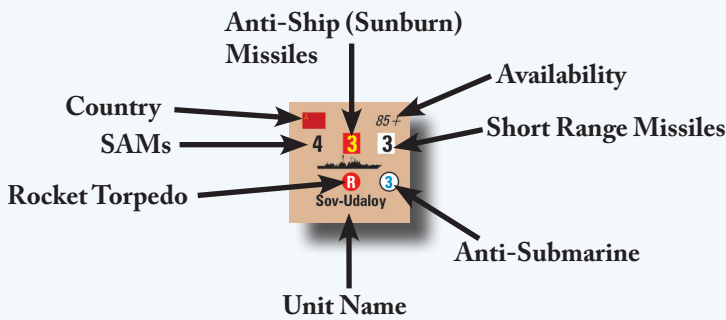 Anti-Ship (Sunburn)
Missiles
Availability
Country
85+
SAMs
4
3
3
Short Range Missiles
Rocket Torpedo
R
3
Sov-Udaloy
Anti-Submarine
Unit Name